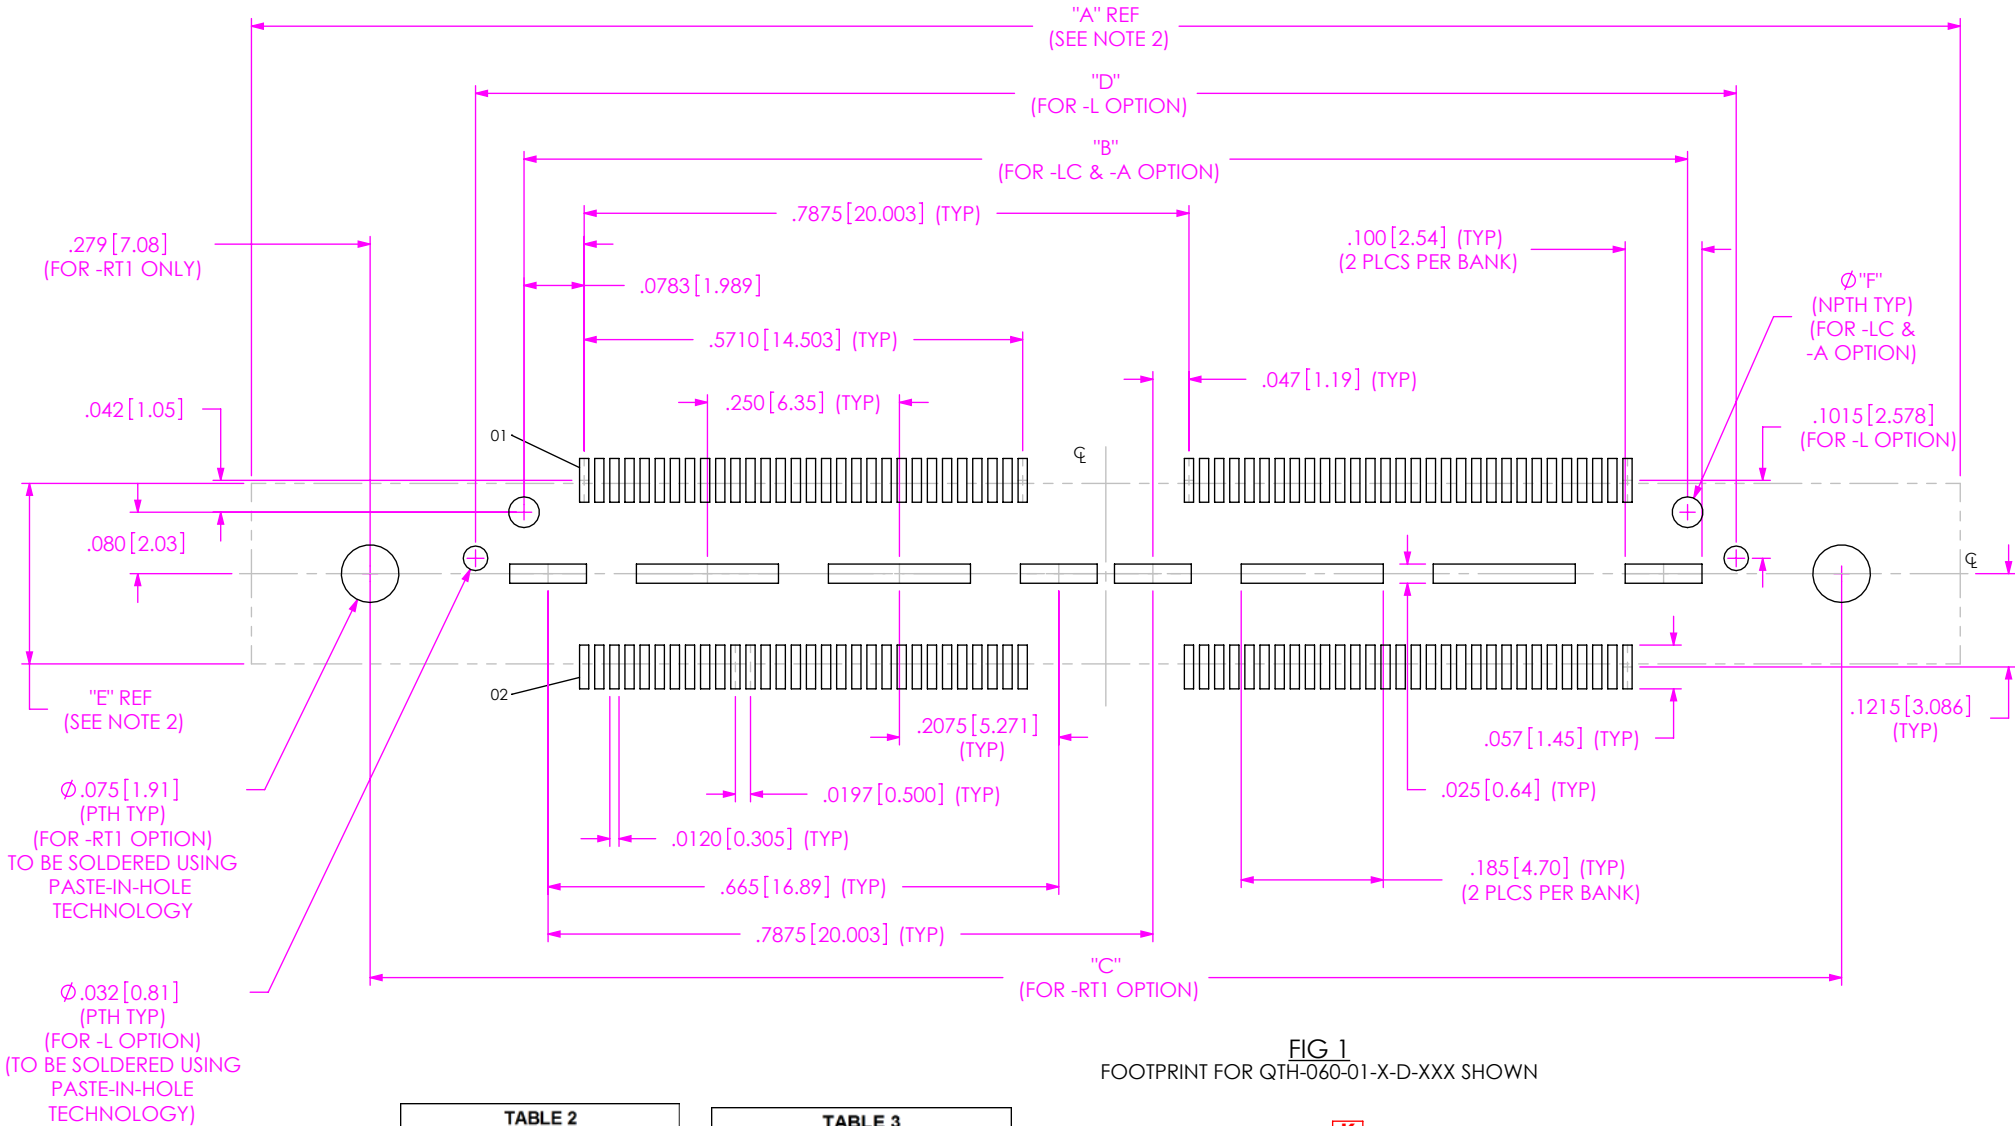 "A" REF
(SEE NOTE 2)
"D"
(FOR -L OPTION)
"B"
(FOR -LC & -A OPTION)
.7875[20.003] (TYP)
.279[7.08]
(FOR -RT1 ONLY)
.100[2.54] (TYP)
(2 PLCS PER BANK)
.0783[1.989]
Ø"F"
(NPTH TYP)
(FOR -LC &
-A OPTION)
.5710[14.503] (TYP)
.047[1.19] (TYP)
.042[1.05]
.250[6.35] (TYP)
.1015[2.578]
(FOR -L OPTION)
01
℄
.080[2.03]
℄
02
"E" REF
(SEE NOTE 2)
.2075[5.271]
(TYP)
.1215[3.086]
(TYP)
.057[1.45] (TYP)
.025[0.64] (TYP)
.0197[0.500] (TYP)
Ø.075[1.91]
(PTH TYP)
(FOR -RT1 OPTION)
TO BE SOLDERED USING
PASTE-IN-HOLE
TECHNOLOGY
.0120[0.305] (TYP)
.665[16.89] (TYP)
.185[4.70] (TYP)
(2 PLCS PER BANK)
.7875[20.003] (TYP)
"C"
(FOR -RT1 OPTION)
Ø.032[0.81]
(PTH TYP)
(FOR -L OPTION)
(TO BE SOLDERED USING
PASTE-IN-HOLE
TECHNOLOGY)
FIG 1
FOOTPRINT FOR QTH-060-01-X-D-XXX SHOWN
TABLE 2
TABLE 3